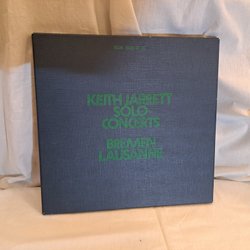 KEITH JARRETT
SOLO
CONCERTS
BREMEN
LAUSANNE